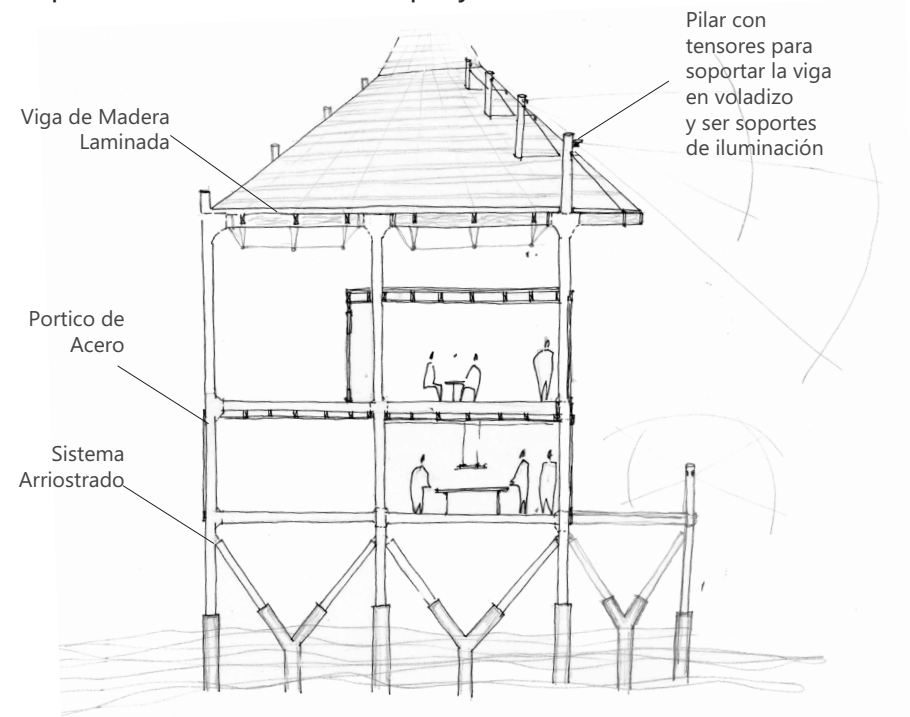 Pilar con
tensores para
soportar la viga
en voladizo
y ser soportes
de iluminación
Viga de Madera
Laminada
Portico de
Acero
Sistema
Arriostrado